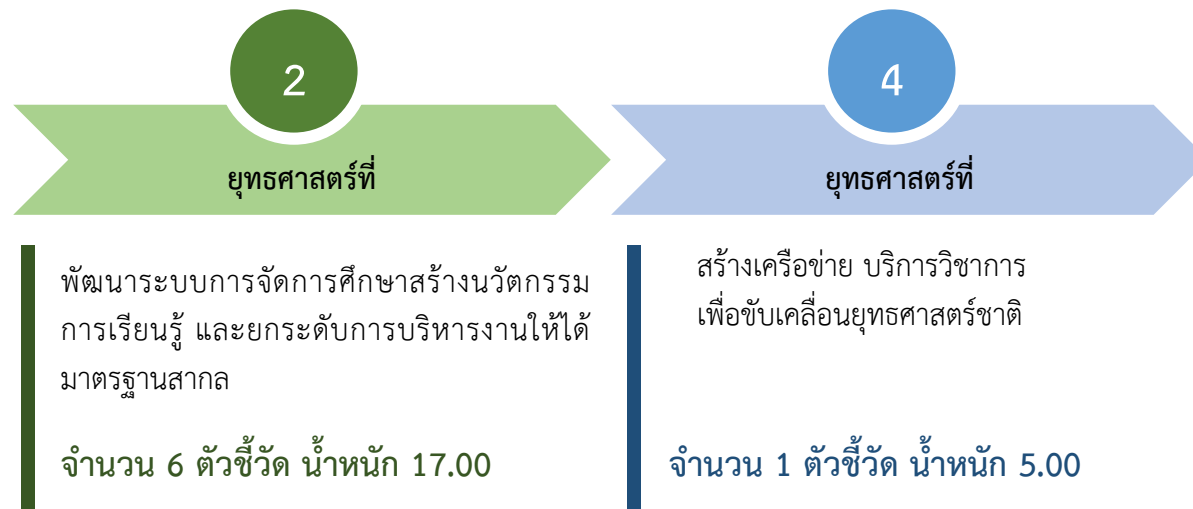 2
ยุทธศาสตร์ที่
พัฒนาระบบการจัดการศึกษาสร้างนวัตกรรม
การเรียนรู้ และยกระดับการบริหารงานให้ได้
มาตรฐานสากล
จำนวน 6 ตัวชี้วัด น้ำหนัก 17.00
4
ยุทธศาสตร์ที่
สร้างเครือข่าย บริการวิชาการ
เพื่อขับเคลื่อนยุทธศาสตร์ชาติ
จำนวน 1 ตัวชี้วัด น้ำหนัก 5.00